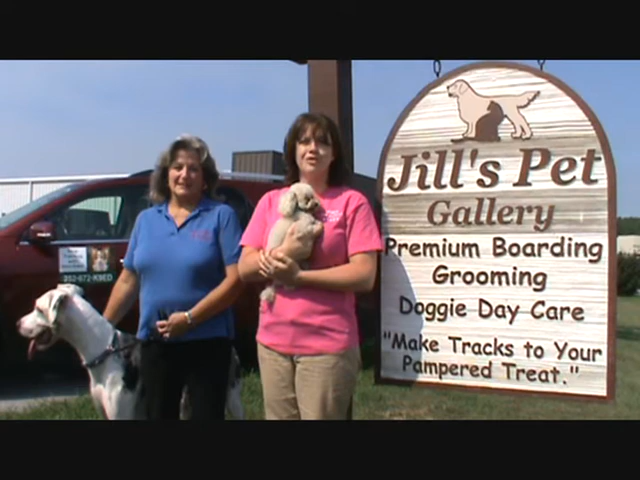 Jill's Pet
Gallery
Premium Boarding
Grooming
Doggie Day Care
"Make Tracks to Your
Pampered Treat."